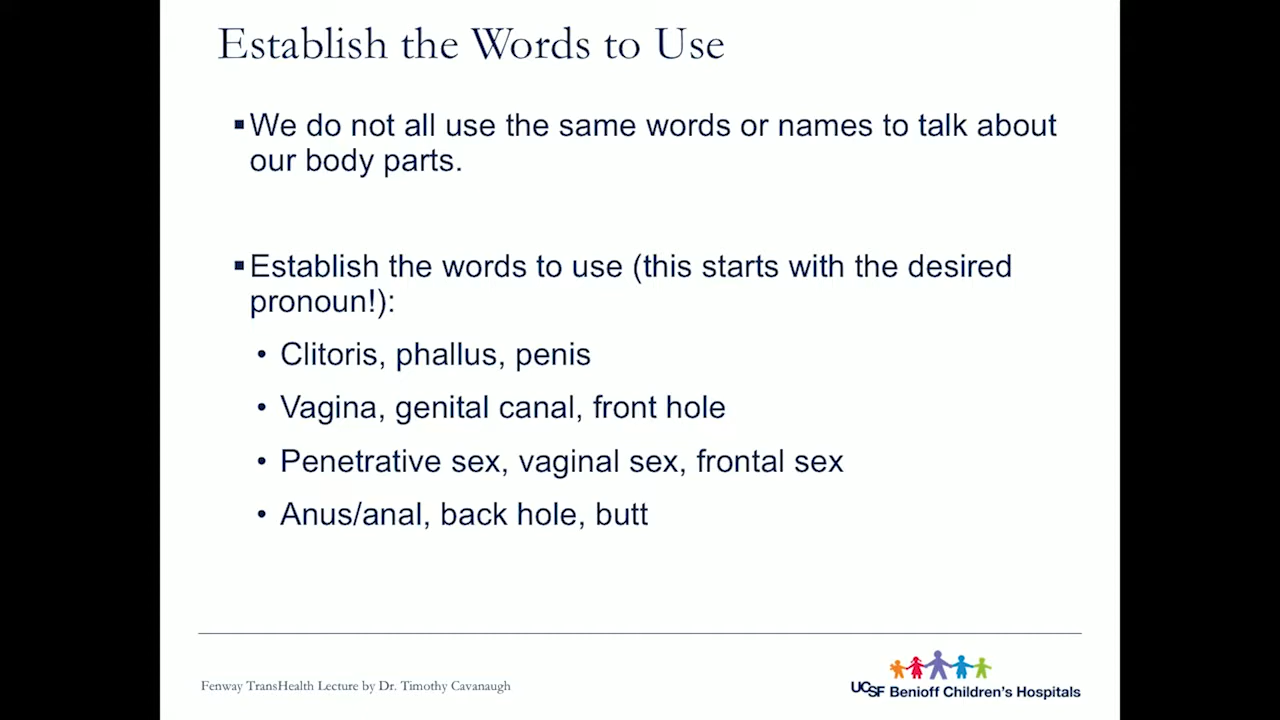 Establish the Words to Use
▪We do not all use the same words or names to talk about
our body parts.
▪Establish the words to use (this starts with the desired
pronoun!):
• Clitoris, phallus, penis
• Vagina, genital canal, front hole
• Penetrative sex, vaginal sex, frontal sex
• Anus/anal, back hole, butt
Fenway TransHealth Lecture by Dr. Timothy Cavanaugh
UCSF Benioff Children's Hospitals